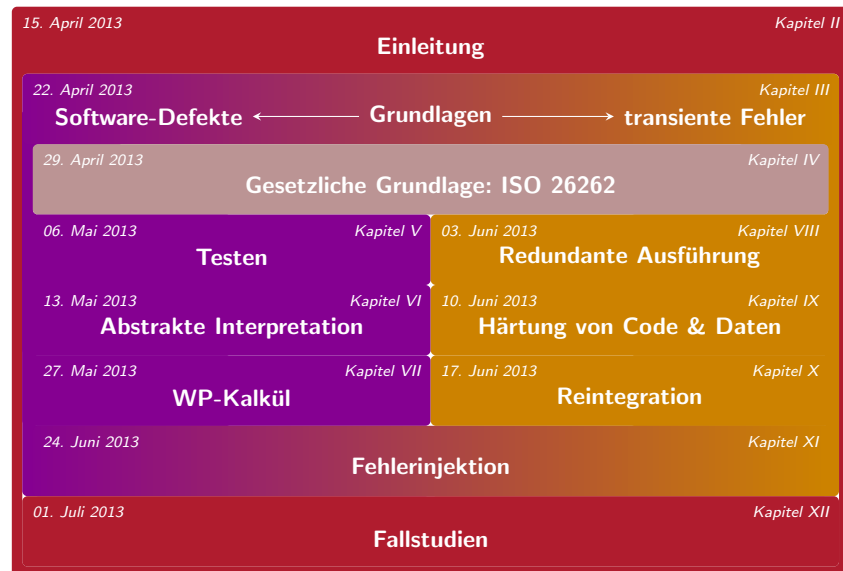 15. April 2013 Kapitel II
Einleitung
22. April 2013 Kapitel III
Software-Defekte Grundlagen transiente Fehler
29. April 2013 Kapitel IV
Gesetzliche Grundlage: ISO 26262
06. Mai 2013 Kapitel V 03. Juni 2013 Kapitel VIII
Testen Redundante Ausführung
13. Mai 2013 Kapitel VI 10. Juni 2013 Kapitel IX
Abstrakte Interpretation Härtung von Code & Daten
27. Mai 2013 Kapitel VII 17. Juni 2013 Kapitel X
WP-Kalkül Reintegration
24. Juni 2013 Kapitel XI
Fehlerinjektion
01. Juli 2013 Kapitel XII
Fallstudien